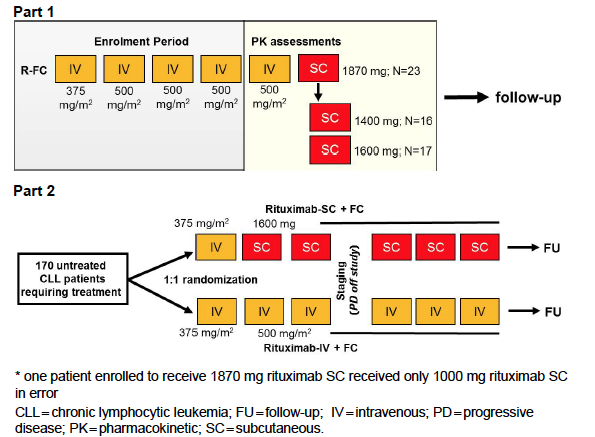 Part 1
Enrolment Period
PK assessments
R-FC
IV
IV
IV
IV
IV
SC
1870 mg; N=23
375
mg/m²
500
mg/m²
500
mg/m²
500
mg/m²
500
mg/m²
SC
1400 mg; N=16
SC
1600 mg; N=17
follow-up
Part 2
Rituximab-SC + FC
375 mg/m²
1600 mg
IV
SC
SC
SC
SC
SC
FU
170 untreated
CLL patients
requiring treatment
1:1 randomization
Staging
(PD off study)
IV
IV
IV
IV
IV
IV
FU
375 mg/m²
500 mg/m²
Rituximab-IV + FC
* one patient enrolled to receive 1870 mg rituximab SC received only 1000 mg rituximab SC
in error
CLL=chronic lymphocytic leukemia; FU=follow-up; IV=intravenous; PD=progressive
disease; PK=pharmacokinetic; SC=subcutaneous.